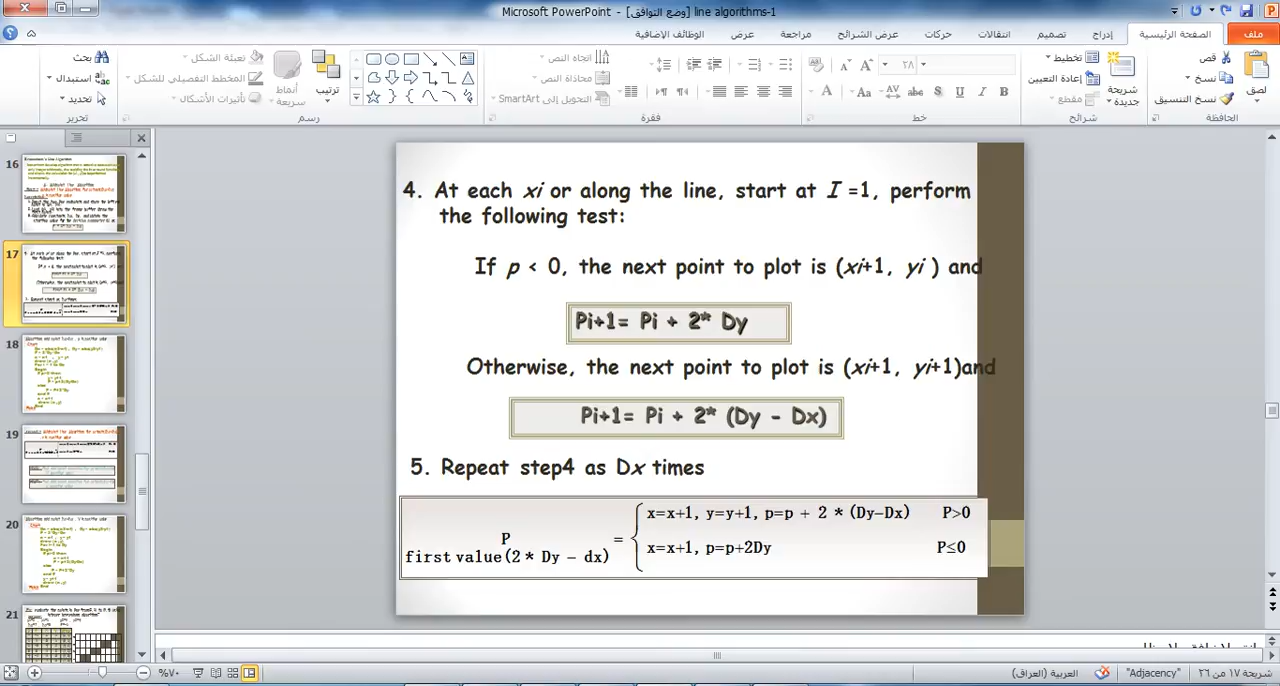 line algorithms-1 [وضع التوافق] - Microsoft PowerPoint
ملف
الصفحة الرئيسية
إدراج
تصميم
انتقالات
حركات
عرض الشرائح
مراجعة
عرض
الوظائف الإضافية
لصق
قص
نسخ
نسخ التنسيق
الحافظة
شريحة جديدة
تخطيط
إعادة التعيين
مقطع
شرائح
٢٨
خط
فقرة
اتجاه النص
محاذاة النص
التحويل إلى SmartArt
ترتيب
أنماط سريعة
تعبئة الشكل
المخطط التفصيلي للشكل
تأثيرات الأشكال
رسم
بحث
استبدال
تحديد
تحرير
16
17
18
19
20
21
4. At each xi or along the line, start at I =1, perform
the following test:
If p < 0, the next point to plot is (xi+1, yi ) and
Pi+1= Pi + 2* Dy
Otherwise, the next point to plot is (xi+1, yi+1)and
Pi+1= Pi + 2* (Dy - Dx)
5. Repeat step4 as Dx times
P
first value(2 * Dy - dx)
=
x=x+1, y=y+1, p=p + 2 * (Dy-Dx) P>0
x=x+1, p=p+2Dy P≤0
شريحة ١٧ من ٢٦
"Adjacency"
العربية (العراق)
%٧٠